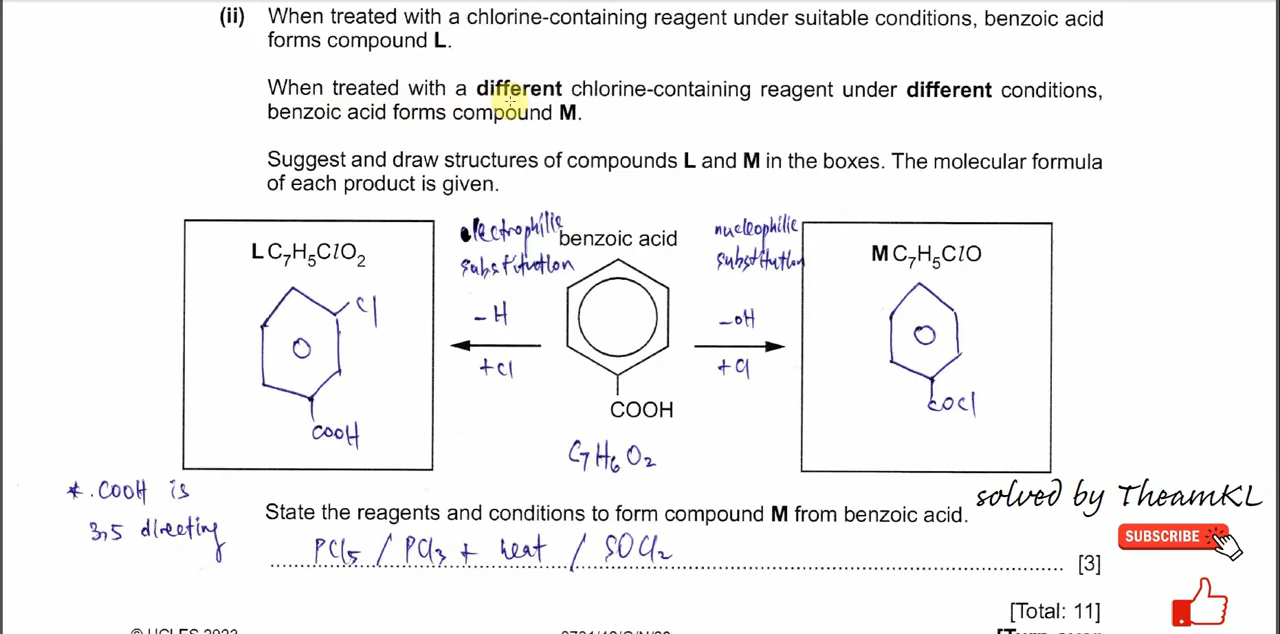 (ii) When treated with a chlorine-containing reagent under suitable conditions, benzoic acid
forms compound L.
When treated with a different chlorine-containing reagent under different conditions,
benzoic acid forms compound M.
Suggest and draw structures of compounds L and M in the boxes. The molecular formula
of each product is given.
electrophilic
substitution
benzoic acid
nucleophilic
substitution
L C₇H₅ClO₂
M C₇H₅ClO
Cl
– H
+Cl
–OH
+Cl
COOH
COOH
COCl
C₇H₆O₂
* . COOH is
3,5 directing
solved by TheamKL
State the reagents and conditions to form compound M from benzoic acid.
PCl₅ / PCl₃ + heat / SOCl₂
[3]
SUBSCRIBE
[Total: 11]